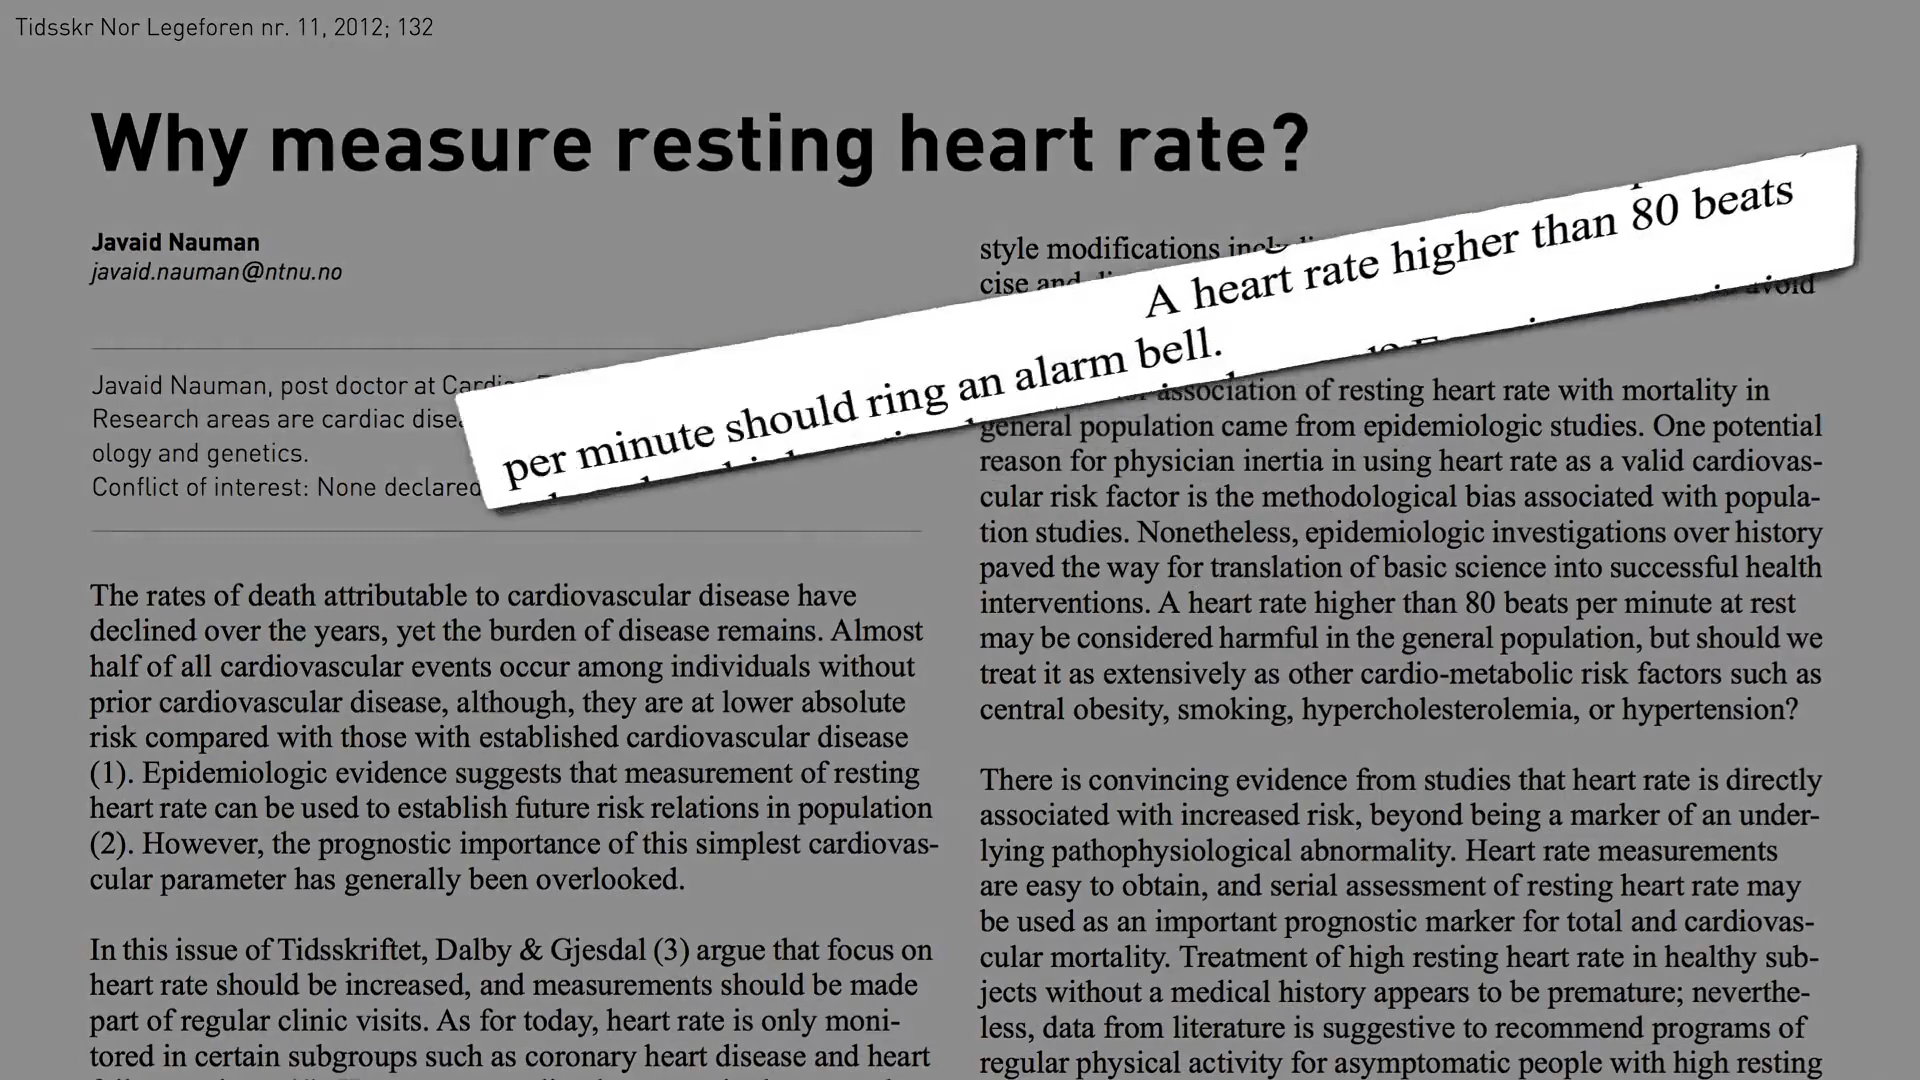 Tidsskr Nor Legeforen nr. 11, 2012; 132
Why measure resting heart rate?
Javaid Nauman
javaid.nauman@ntnu.no
Javaid Nauman, post doctor at
Research areas are cardiac
ology and genetics.
Conflict of interest: None declared
The rates of death attributable to cardiovascular disease have
declined over the years, yet the burden of disease remains. Almost
half of all cardiovascular events occur among individuals without
prior cardiovascular disease, although, they are at lower absolute
risk compared with those with established cardiovascular disease
(1). Epidemiologic evidence suggests that measurement of resting
heart rate can be used to establish future risk relations in population
(2). However, the prognostic importance of this simplest cardiovas-
cular parameter has generally been overlooked.
In this issue of Tidsskriftet, Dalby & Gjesdal (3) argue that focus on
heart rate should be increased, and measurements should be made
part of regular clinic visits. As for today, heart rate is only moni-
tored in certain subgroups such as coronary heart disease and heart
A heart rate higher than 80 beats
per minute should ring an alarm bell.
style modifications
cise and
avoid
association of resting heart rate with mortality in
general population came from epidemiologic studies. One potential
reason for physician inertia in using heart rate as a valid cardiovas-
cular risk factor is the methodological bias associated with popula-
tion studies. Nonetheless, epidemiologic investigations over history
paved the way for translation of basic science into successful health
interventions. A heart rate higher than 80 beats per minute at rest
may be considered harmful in the general population, but should we
treat it as extensively as other cardio-metabolic risk factors such as
central obesity, smoking, hypercholesterolemia, or hypertension?
There is convincing evidence from studies that heart rate is directly
associated with increased risk, beyond being a marker of an under-
lying pathophysiological abnormality. Heart rate measurements
are easy to obtain, and serial assessment of resting heart rate may
be used as an important prognostic marker for total and cardiovas-
cular mortality. Treatment of high resting heart rate in healthy sub-
jects without a medical history appears to be premature; neverthe-
less, data from literature is suggestive to recommend programs of
regular physical activity for asymptomatic people with high resting